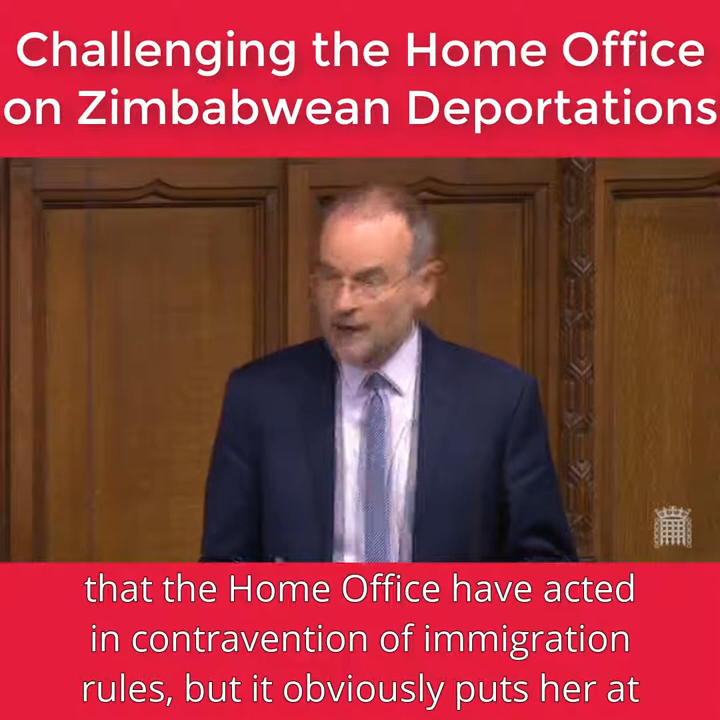 Challenging the Home Office
on Zimbabwean Deportations
that the Home Office have acted
in contravention of immigration
rules, but it obviously puts her at